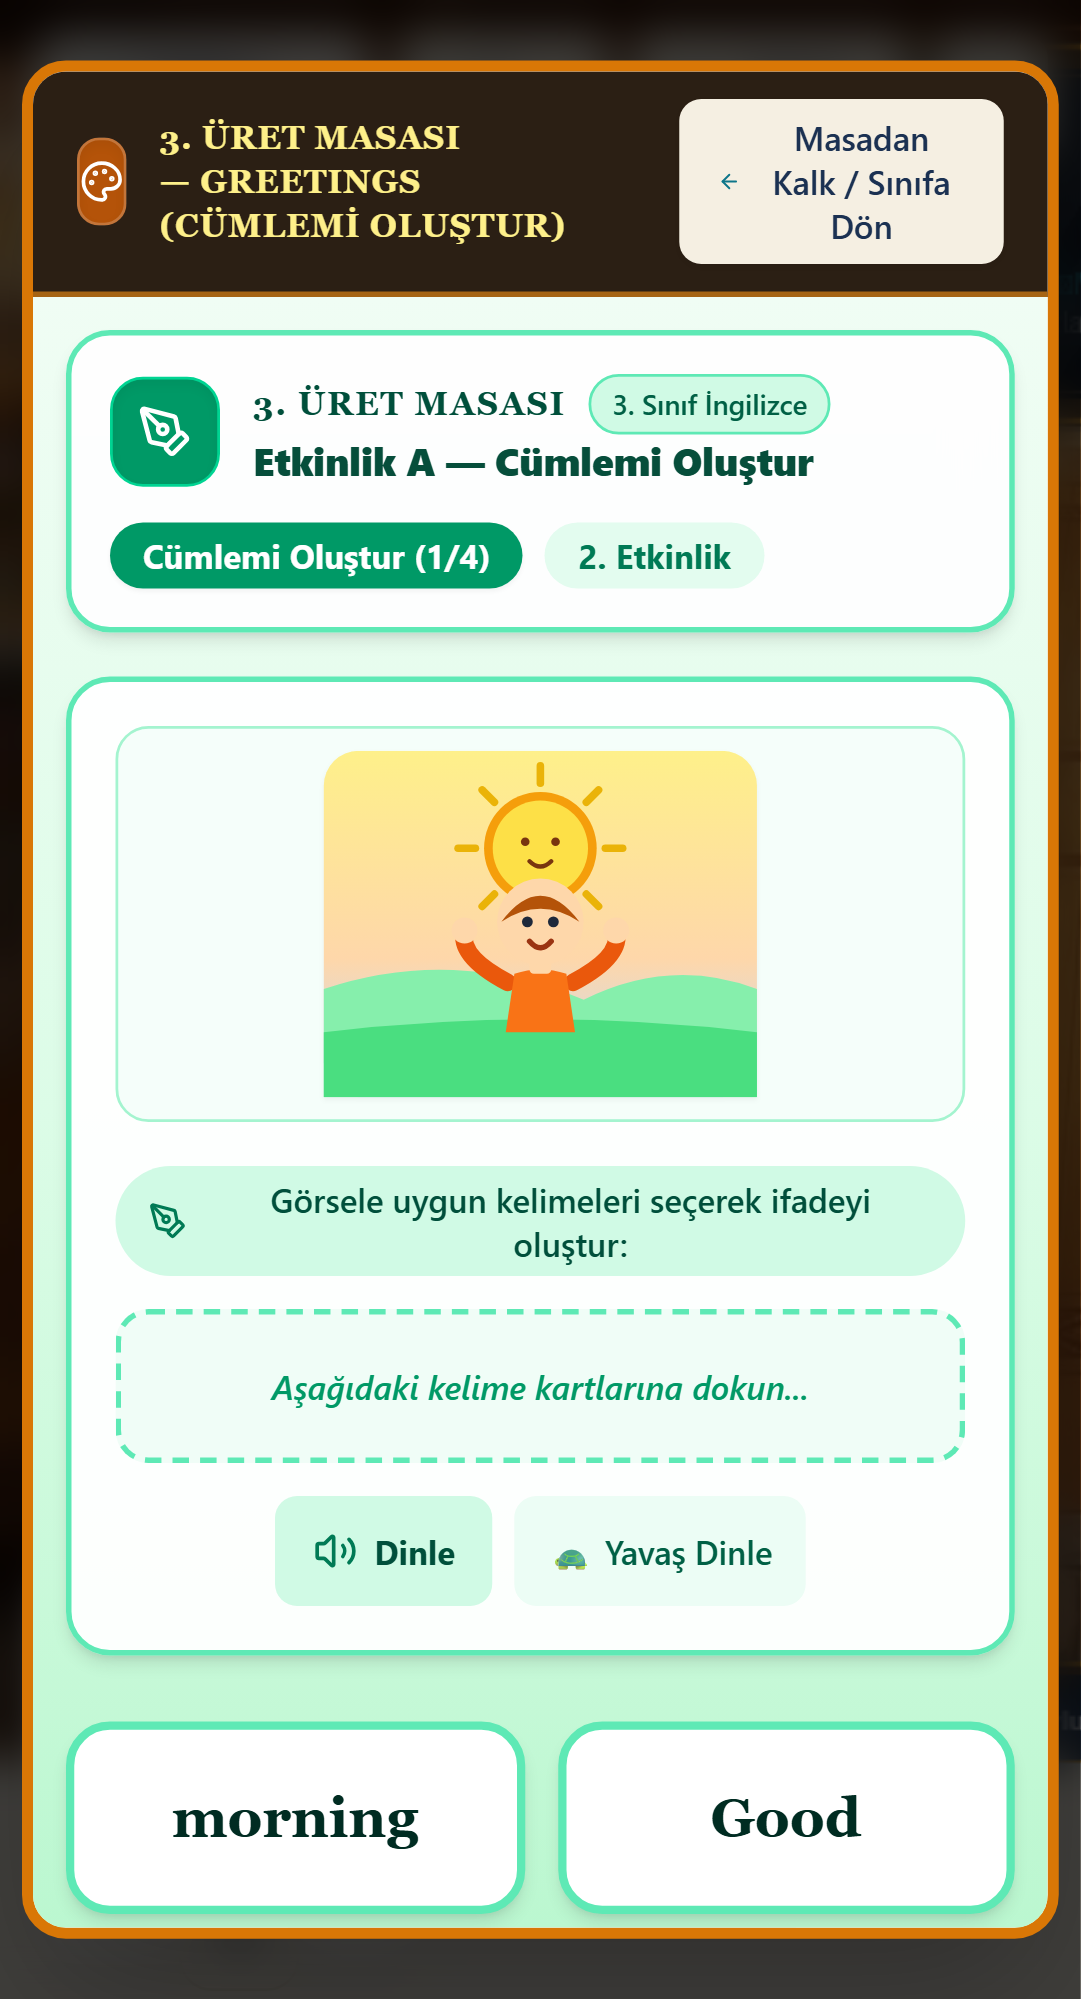 3. ÜRET MASASI
— GREETINGS
(CÜMLEMİ OLUŞTUR)
Masadan
Kalk / Sınıfa
Dön
3. ÜRET MASASI
3. Sınıf İngilizce
Etkinlik A — Cümlemi Oluştur
Cümlemi Oluştur (1/4)
2. Etkinlik
Görsele uygun kelimeleri seçerek ifadeyi
oluştur:
Aşağıdaki kelime kartlarına dokun...
Dinle
Yavaş Dinle
morning
Good